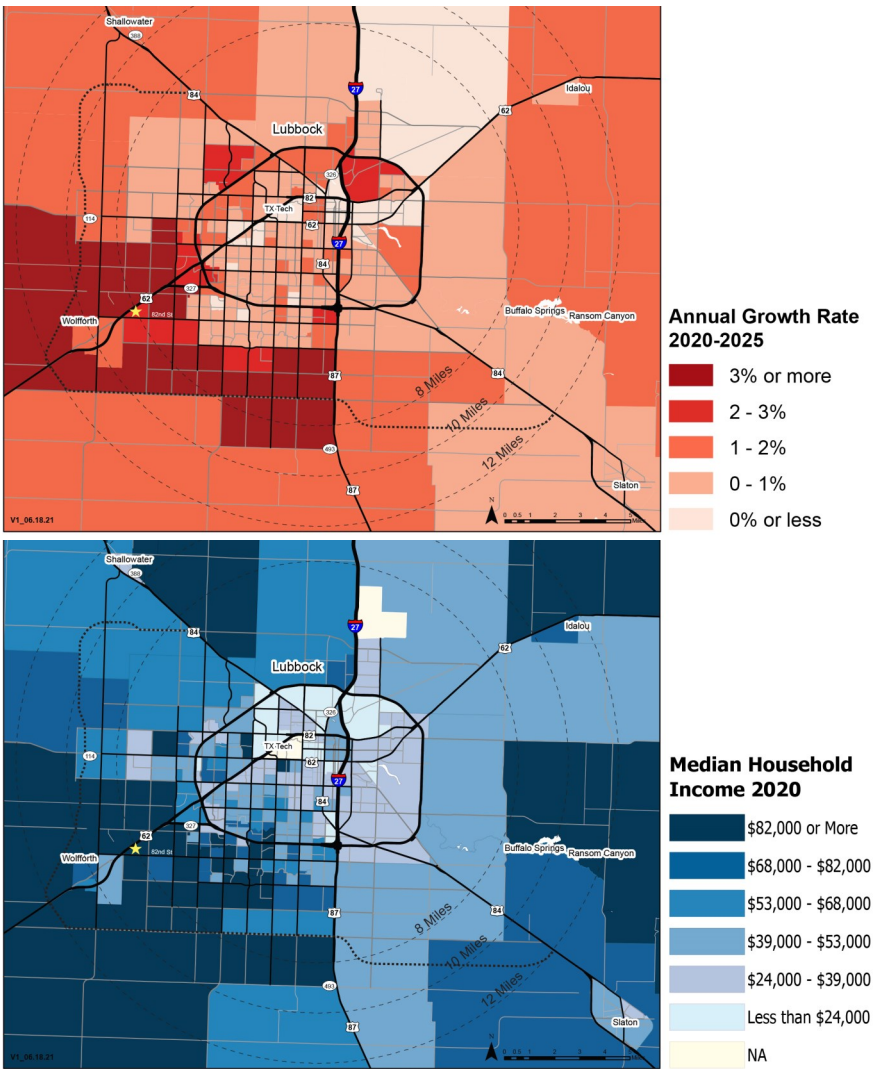 Shallowater
388
84
27
Idalou
62
Lubbock
326
82
TX-Tech
62
114
27
84
62
327
82nd St
Wolfforth
Buffalo Springs
Ransom Canyon
87
84
8 Miles
10 Miles
12 Miles
493
87
Slaton
N
V1_06.18.21
Annual Growth Rate
2020-2025
3% or more
2 - 3%
1 - 2%
0 - 1%
0% or less
Shallowater
388
84
27
Idalou
62
Lubbock
326
82
TX-Tech
62
114
27
84
62
327
82nd St
Wolfforth
Buffalo Springs
Ransom Canyon
87
84
8 Miles
10 Miles
12 Miles
493
87
Slaton
N
V1_06.18.21
Median Household
Income 2020
$82,000 or More
$68,000 - $82,000
$53,000 - $68,000
$39,000 - $53,000
$24,000 - $39,000
Less than $24,000
NA